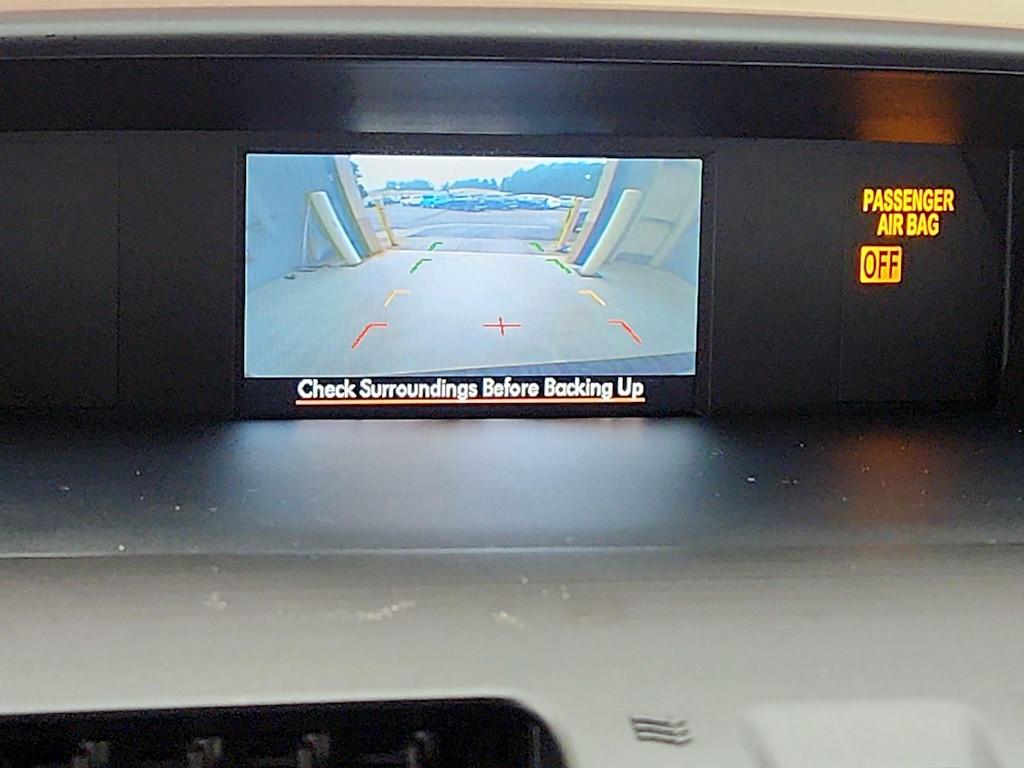 PASSENGER
AIR BAG
OFF
Check Surroundings Before Backing Up